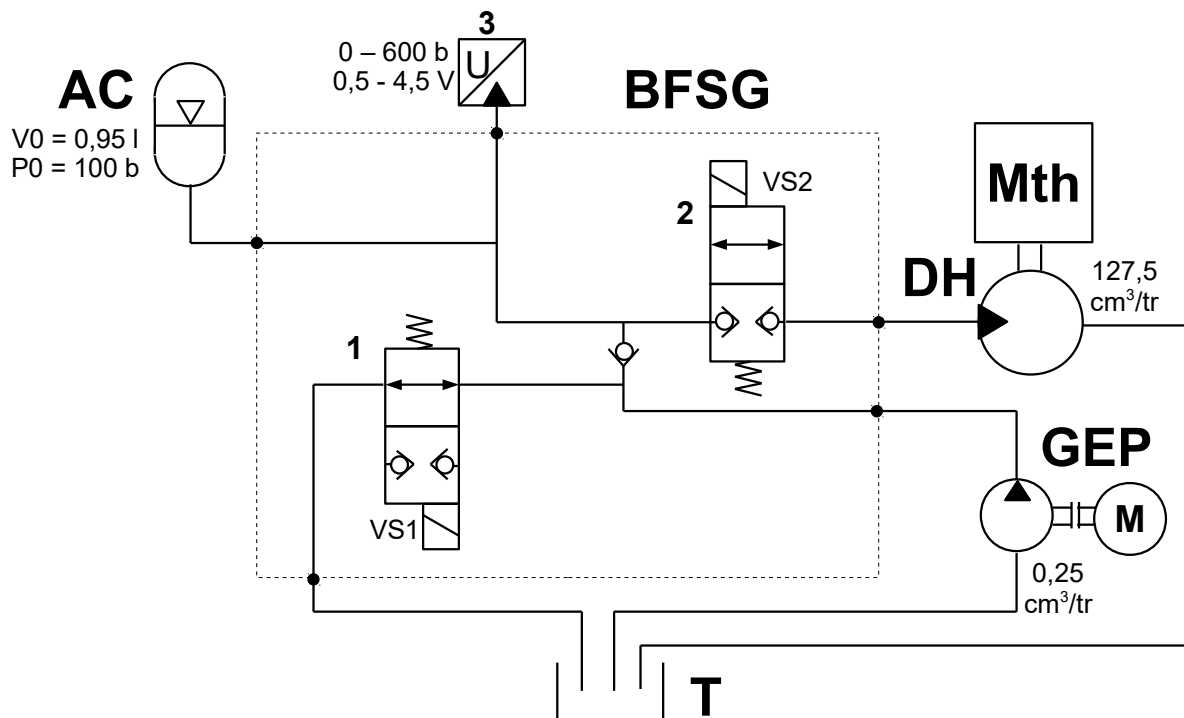 3
0 – 600 b
0,5 - 4,5 V
U
AC
V0 = 0,95 l
P0 = 100 b
BFSG
VS2
2
Mth
DH
127,5
cm³/tr
1
VS1
GEP
M
0,25
cm³/tr
T